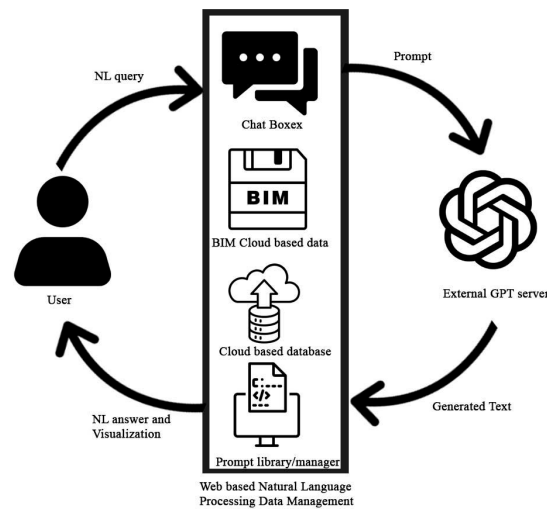 NL query
Prompt
Chat Boxex
BIM
BIM Cloud based data
User
External GPT server
Cloud based database
C:
</>
NL answer and
Visualization
Generated Text
Prompt library/manager
Web based Natural Language
Processing Data Management